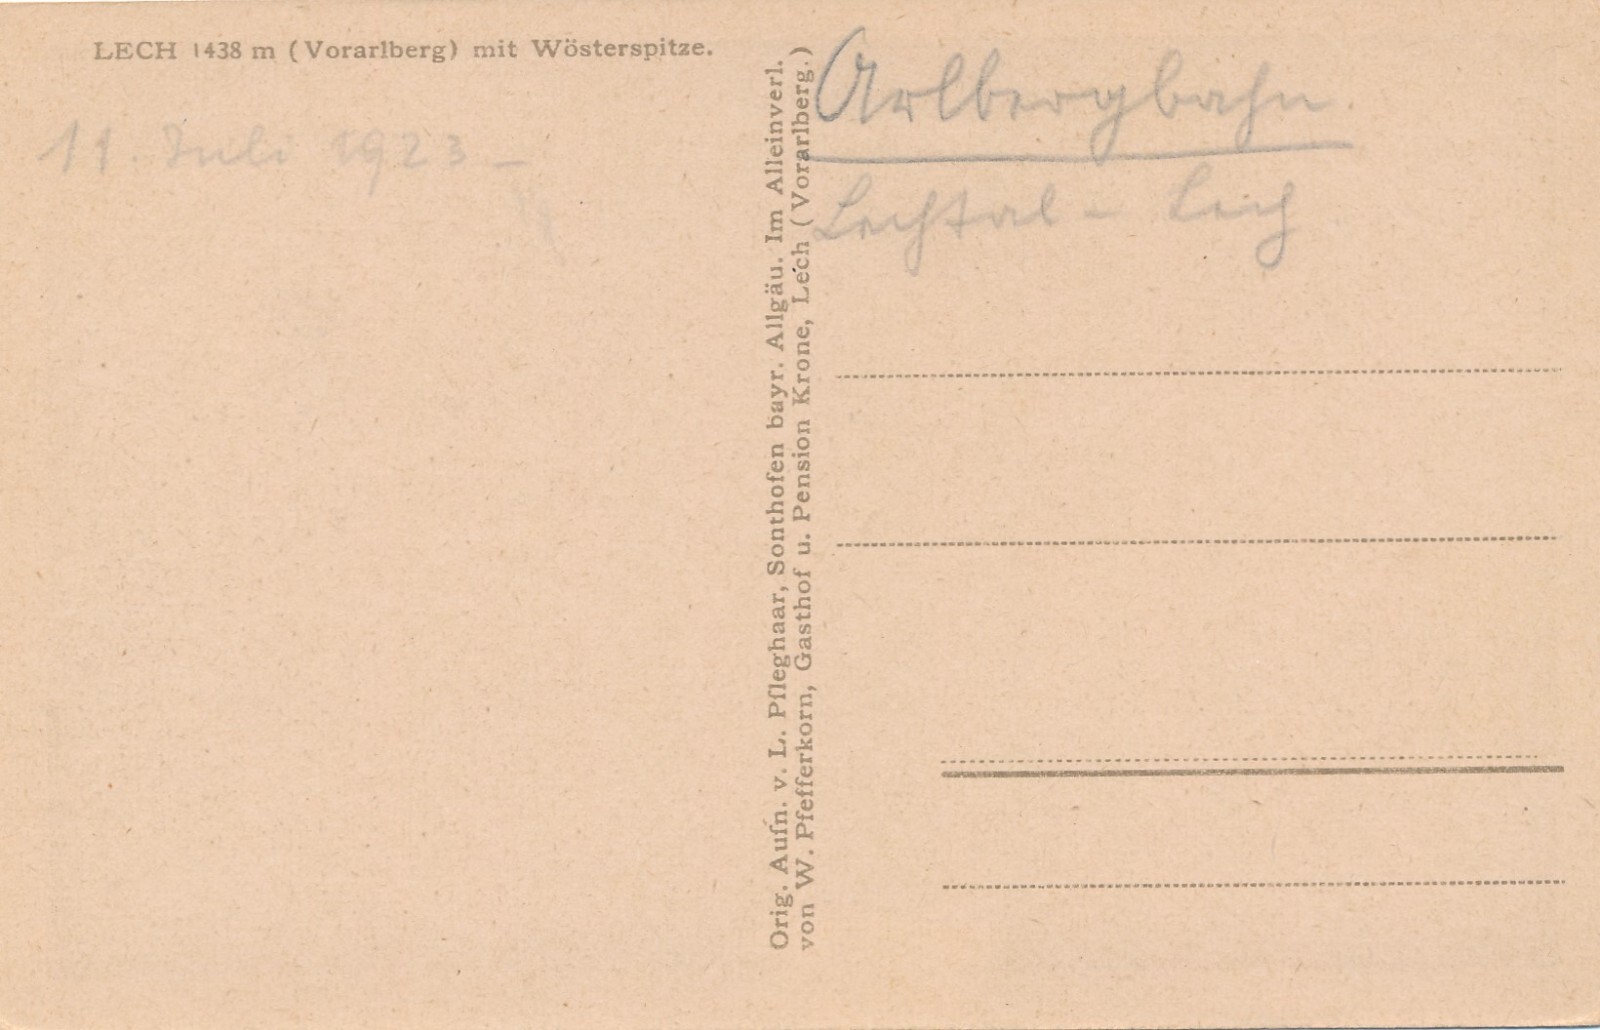 LECH 1438 m (Vorarlberg) mit Wösterspitze.
11. Juli 1923 -
Orig. Aufn. v. L. Pfleghaar, Sonthofen bayr. Allgäu. Im Alleinverl.
von W. Pfefferkorn, Gasthof u. Pension Krone, Lech (Vorarlberg.)
Arlbergbahn.
Lechtal -